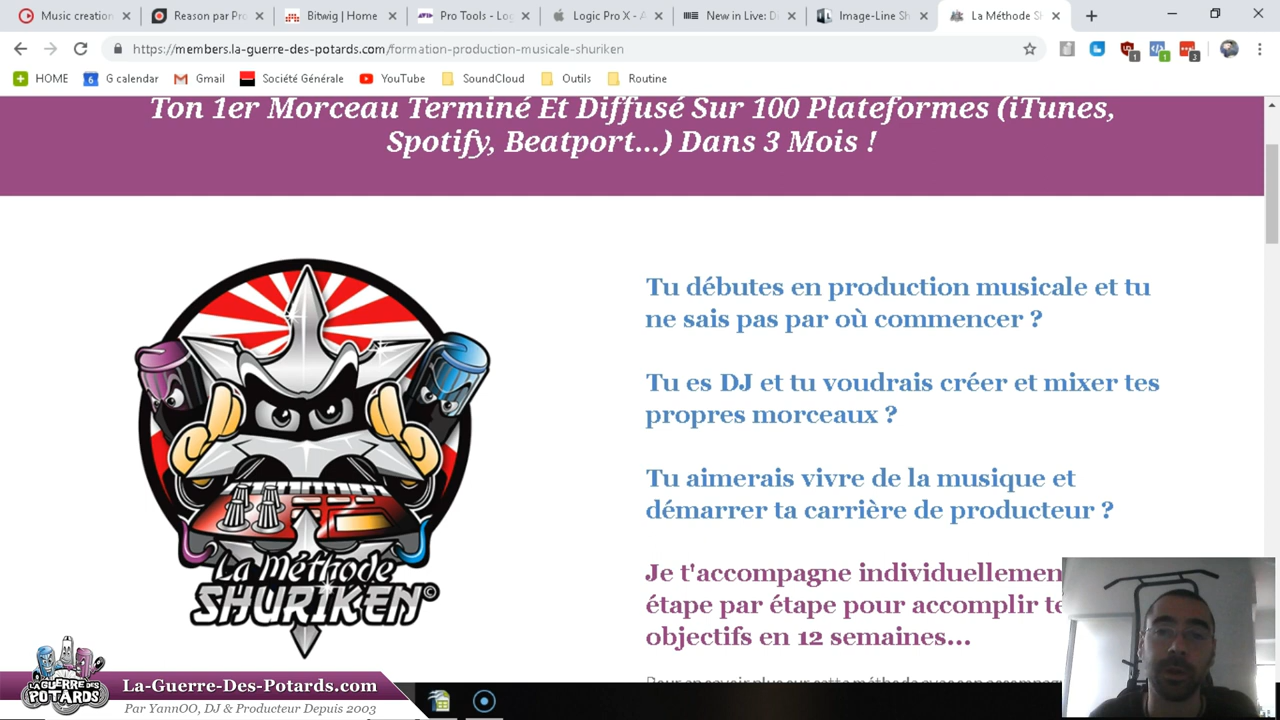 Music creation
Reason par Pro
Bitwig | Home
Pro Tools - Log
Logic Pro X - A
New in Live: Di
Image-Line Sh
La Méthode Sh
https://members.la-guerre-des-potards.com/formation-production-musicale-shuriken
HOME
G calendar
Gmail
Société Générale
YouTube
SoundCloud
Outils
Routine
Ton 1er Morceau Terminé Et Diffusé Sur 100 Plateformes (iTunes,
Spotify, Beatport...) Dans 3 Mois !
Tu débutes en production musicale et tu
ne sais pas par où commencer ?
Tu es DJ et tu voudrais créer et mixer tes
propres morceaux ?
Tu aimerais vivre de la musique et
démarrer ta carrière de producteur ?
Je t'accompagne individuellemen
étape par étape pour accomplir te
objectifs en 12 semaines...
La Méthode
SHURIKEN©
LA GUERRE DES
POTARDS
La-Guerre-Des-Potards.com
Par YannOO, DJ & Producteur Depuis 2003